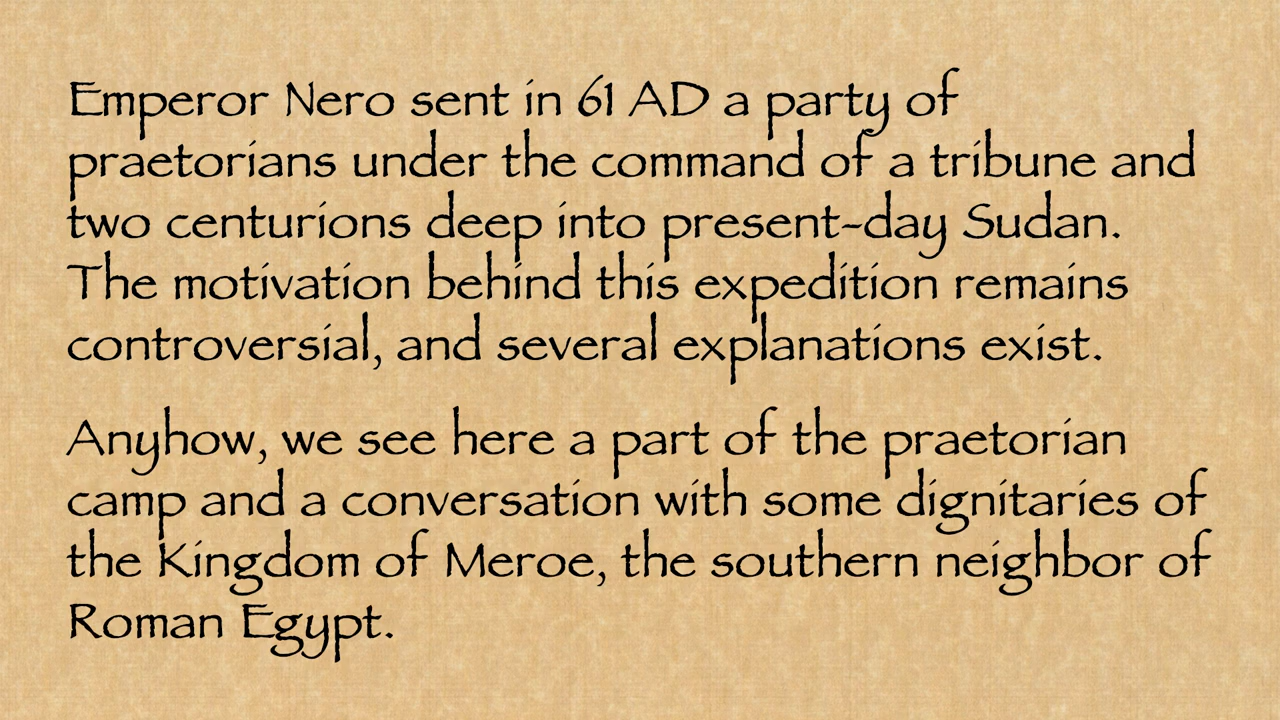 Emperor Nero sent in 61 AD a party of
praetorians under the command of a tribune and
two centurions deep into present-day Sudan.
The motivation behind this expedition remains
controversial, and several explanations exist.
Anyhow, we see here a part of the praetorian
camp and a conversation with some dignitaries of
the Kingdom of Meroe, the southern neighbor of
Roman Egypt.